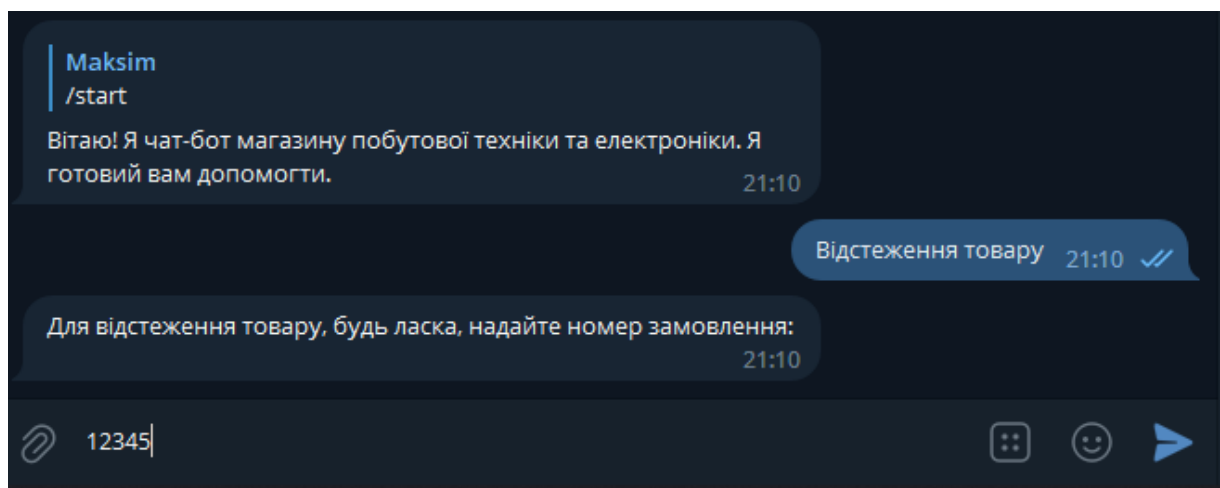 Maksim
/start
Вітаю! Я чат-бот магазину побутової техніки та електроніки. Я
готовий вам допомогти.
21:10
Відстеження товару 21:10
Для відстеження товару, будь ласка, надайте номер замовлення:
21:10
12345